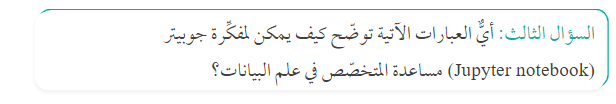 السؤال الثالث: أيٌّ العبارات الآتية توضّح كيف يمكن لمفكِّرة جوبيتر
(Jupyter notebook) مساعدة المتخصّص في علم البيانات؟